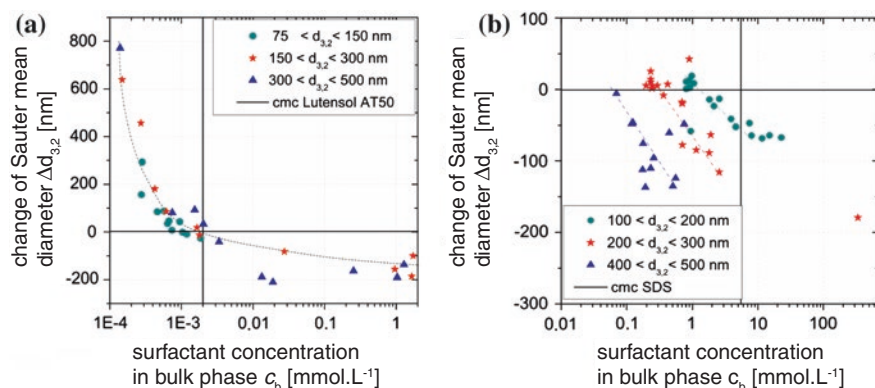 (a)
change of Sauter mean
diameter Δd3,2 [nm]
800
600
400
200
0
-200
75 < d3,2 < 150 nm
150 < d3,2 < 300 nm
300 < d3,2 < 500 nm
cmc Lutensol AT50
1E-4 1E-3 0.01 0.1 1
surfactant concentration
in bulk phase cb [mmol.L-1]
(b)
change of Sauter mean
diameter Δd3,2 [nm]
100
0
-100
-200
-300
100 < d3,2 < 200 nm
200 < d3,2 < 300 nm
400 < d3,2 < 500 nm
cmc SDS
0.01 0.1 1 10 100
surfactant concentration
in bulk phase cb [mmol.L-1]